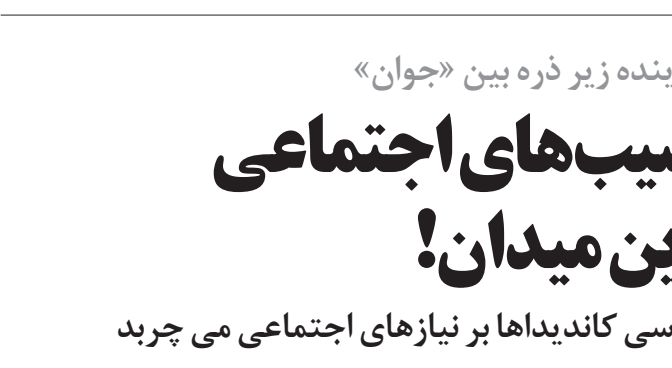 زیر ذره بین «جوان»
اجتماعی
میدان!
کاندیداها بر نیازهای اجتماعی می چربد